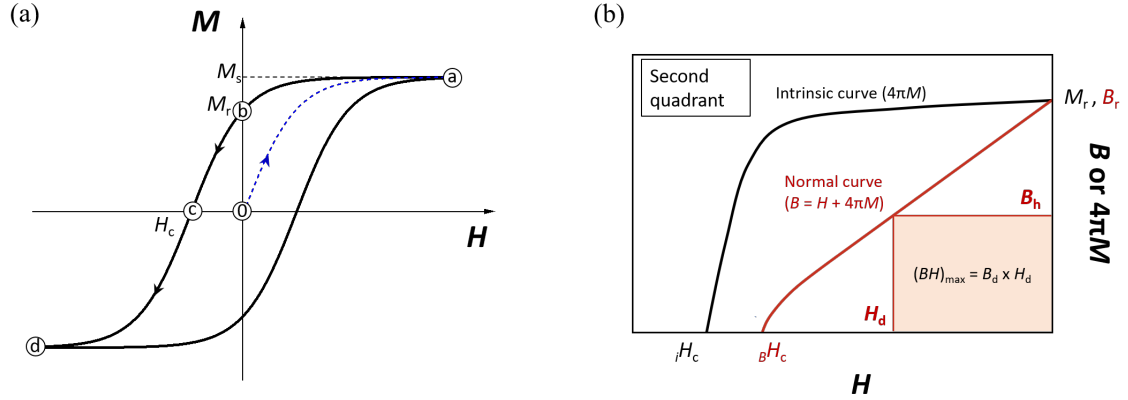 (a)
M
Ms
a
Mr
b
c
0
Hc
H
d
(b)
Second
quadrant
Intrinsic curve (4πM)
Mr , Br
Normal curve
(B = H + 4πM)
Bh
(BH)max = Bd x Hd
Hd
B or 4πM
iHc
BHc
H